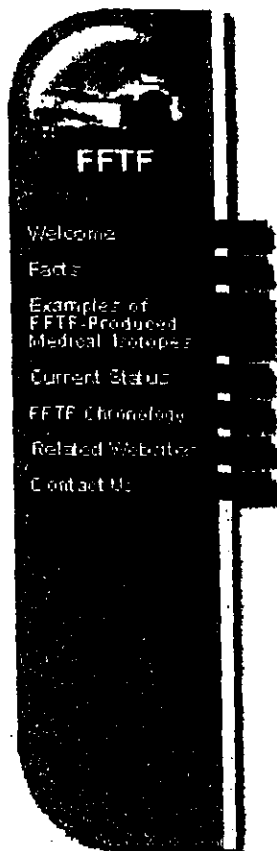 FFTF
Welcome
Facts
Examples of
FFTF-Produced
Medical Isotopes
Current Status
FFTF Chronology
Related Websites
Contact Us